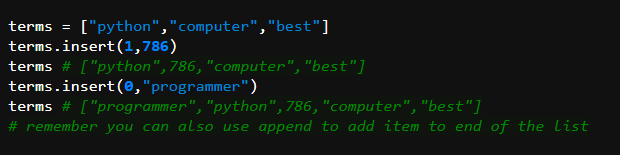 terms = ["python","computer","best"]
terms.insert(1,786)
terms # ["python",786,"computer","best"]
terms.insert(0,"programmer")
terms # ["programmer","python",786,"computer","best"]
# remember you can also use append to add item to end of the list